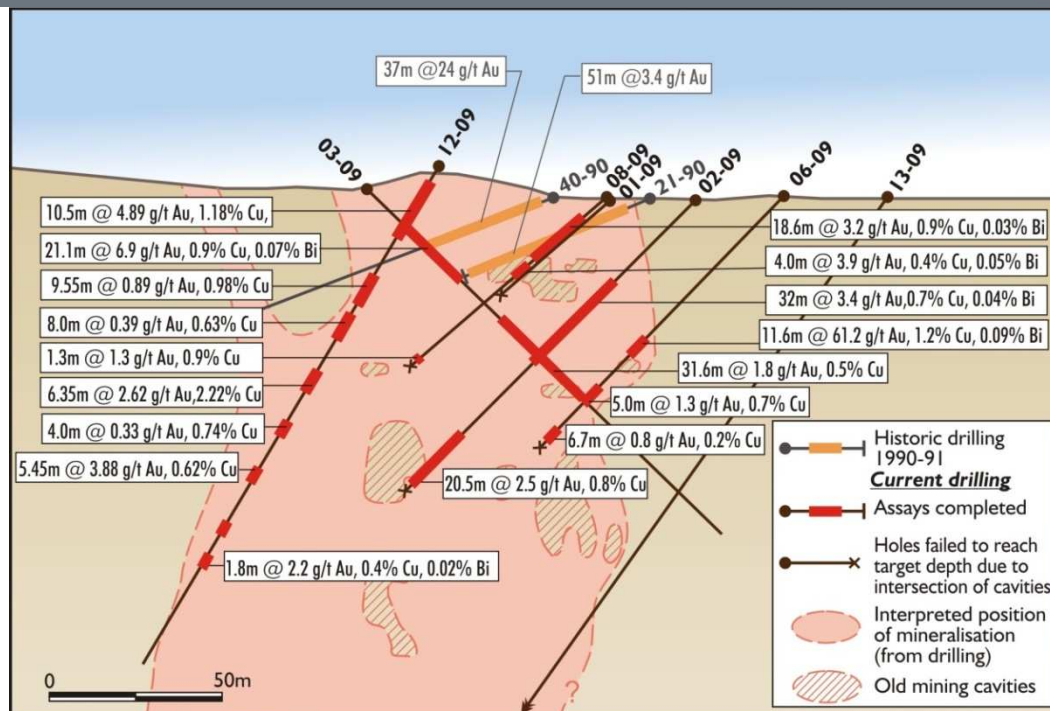 37m @24 g/t Au
51m @3.4 g/t Au
03-09
12-09
40-90
08-09
01-09
21-90
02-09
06-09
13-09
10.5m @ 4.89 g/t Au, 1.18% Cu,
21.1m @ 6.9 g/t Au, 0.9% Cu, 0.07% Bi
9.55m @ 0.89 g/t Au, 0.98% Cu
8.0m @ 0.39 g/t Au, 0.63% Cu
1.3m @ 1.3 g/t Au, 0.9% Cu
6.35m @ 2.62 g/t Au,2.22% Cu
4.0m @ 0.33 g/t Au, 0.74% Cu
5.45m @ 3.88 g/t Au, 0.62% Cu
1.8m @ 2.2 g/t Au, 0.4% Cu, 0.02% Bi
18.6m @ 3.2 g/t Au, 0.9% Cu, 0.03% Bi
4.0m @ 3.9 g/t Au, 0.4% Cu, 0.05% Bi
32m @ 3.4 g/t Au,0.7% Cu, 0.04% Bi
11.6m @ 61.2 g/t Au, 1.2% Cu, 0.09% Bi
31.6m @ 1.8 g/t Au, 0.5% Cu
5.0m @ 1.3 g/t Au, 0.7% Cu
6.7m @ 0.8 g/t Au, 0.2% Cu
20.5m @ 2.5 g/t Au, 0.8% Cu
Historic drilling
1990-91
Current drilling
Assays completed
Holes failed to reach
target depth due to
intersection of cavities
Interpreted position
of mineralisation
(from drilling)
Old mining cavities
0
50m
?